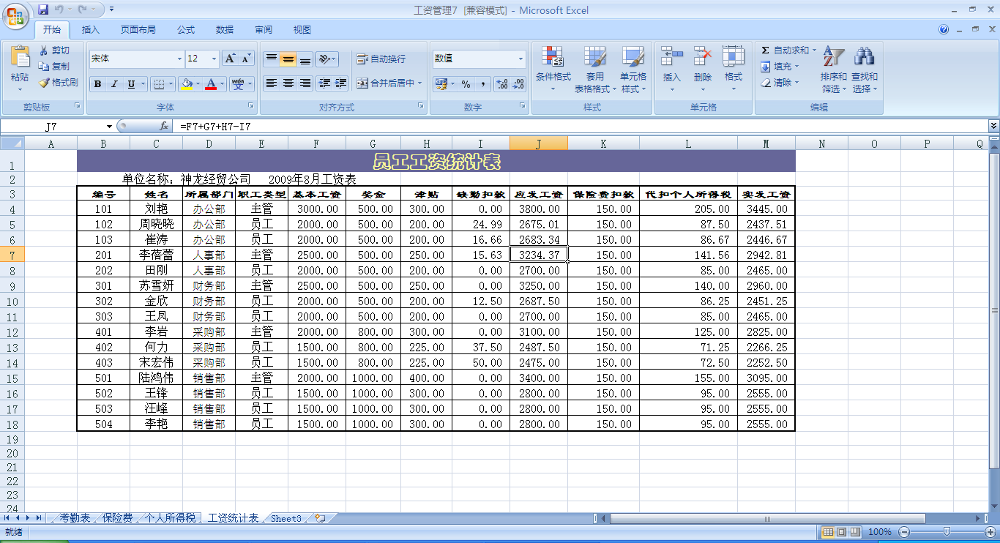 工资管理7 [兼容模式] - Microsoft Excel
开始 插入 页面布局 公式 数据 审阅 视图
粘贴 剪切 复制 格式刷 剪贴板
宋体 12 A A B I U A wén 文 字体
自动换行 合并后居中 对齐方式
数值 % , 数字
条件格式 套用表格格式 单元格样式 样式
插入 删除 格式 单元格
Σ 自动求和 填充 清除 排序和筛选 查找和选择 编辑
J7 fx =F7+G7+H7-I7
A B C D E F G H I J K L M N O P Q
1 员工工资统计表
2 单位名称：神龙经贸公司 2009年8月工资表
3 编号 姓名 所属部门 职工类型 基本工资 奖金 津贴 缺勤扣款 应发工资 保险费扣款 代扣个人所得税 实发工资
4 101 刘艳 办公部 主管 3000.00 500.00 300.00 0.00 3800.00 150.00 205.00 3445.00
5 102 周晓晓 办公部 员工 2000.00 500.00 200.00 24.99 2675.01 150.00 87.50 2437.51
6 103 崔涛 办公部 员工 2000.00 500.00 200.00 16.66 2683.34 150.00 86.67 2446.67
7 201 李蓓蕾 人事部 主管 2500.00 500.00 250.00 15.63 3234.37 150.00 141.56 2942.81
8 202 田刚 人事部 员工 2000.00 500.00 200.00 0.00 2700.00 150.00 85.00 2465.00
9 301 苏雪妍 财务部 主管 2500.00 500.00 250.00 0.00 3250.00 150.00 140.00 2960.00
10 302 金欣 财务部 员工 2000.00 500.00 200.00 12.50 2687.50 150.00 86.25 2451.25
11 303 王凤 财务部 员工 2000.00 500.00 200.00 0.00 2700.00 150.00 85.00 2465.00
12 401 李岩 采购部 主管 2000.00 800.00 300.00 0.00 3100.00 150.00 125.00 2825.00
13 402 何力 采购部 员工 1500.00 800.00 225.00 37.50 2487.50 150.00 71.25 2266.25
14 403 宋宏伟 采购部 员工 1500.00 800.00 225.00 50.00 2475.00 150.00 72.50 2252.50
15 501 陆鸿伟 销售部 主管 2000.00 1000.00 400.00 0.00 3400.00 150.00 155.00 3095.00
16 502 王锋 销售部 员工 1500.00 1000.00 300.00 0.00 2800.00 150.00 95.00 2555.00
17 503 汪峰 销售部 员工 1500.00 1000.00 300.00 0.00 2800.00 150.00 95.00 2555.00
18 504 李艳 销售部 员工 1500.00 1000.00 300.00 0.00 2800.00 150.00 95.00 2555.00
19
20
21
22
23
24
考勤表 保险费 个人所得税 工资统计表 Sheet3
就绪 100%